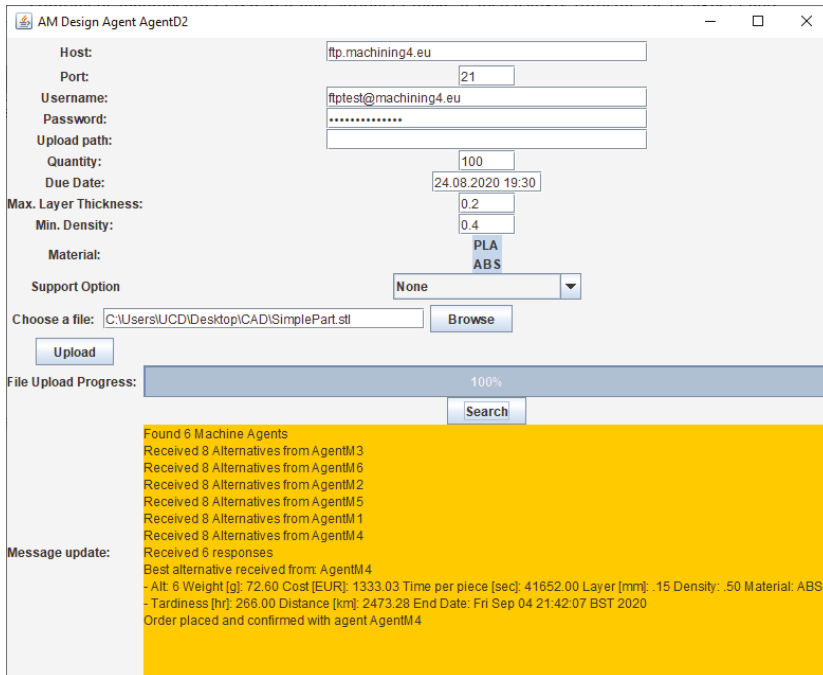 AM Design Agent AgentD2
Host: ftp.machining4.eu
Port: 21
Username: ftptest@machining4.eu
Password: ••••••••••••••
Upload path:
Quantity: 100
Due Date: 24.08.2020 19:30
Max. Layer Thickness: 0.2
Min. Density: 0.4
Material: PLA
ABS
Support Option None
Choose a file: C:\Users\UCD\Desktop\CAD\SimplePart.stl Browse
Upload
File Upload Progress: 100%
Search
Found 6 Machine Agents
Received 8 Alternatives from AgentM3
Received 8 Alternatives from AgentM6
Received 8 Alternatives from AgentM2
Received 8 Alternatives from AgentM5
Received 8 Alternatives from AgentM1
Received 8 Alternatives from AgentM4
Message update: Received 6 responses
Best alternative received from: AgentM4
- Alt: 6 Weight [g]: 72.60 Cost [EUR]: 1333.03 Time per piece [sec]: 41652.00 Layer [mm]: .15 Density: .50 Material: ABS
- Tardiness [hr]: 266.00 Distance [km]: 2473.28 End Date: Fri Sep 04 21:42:07 BST 2020
Order placed and confirmed with agent AgentM4